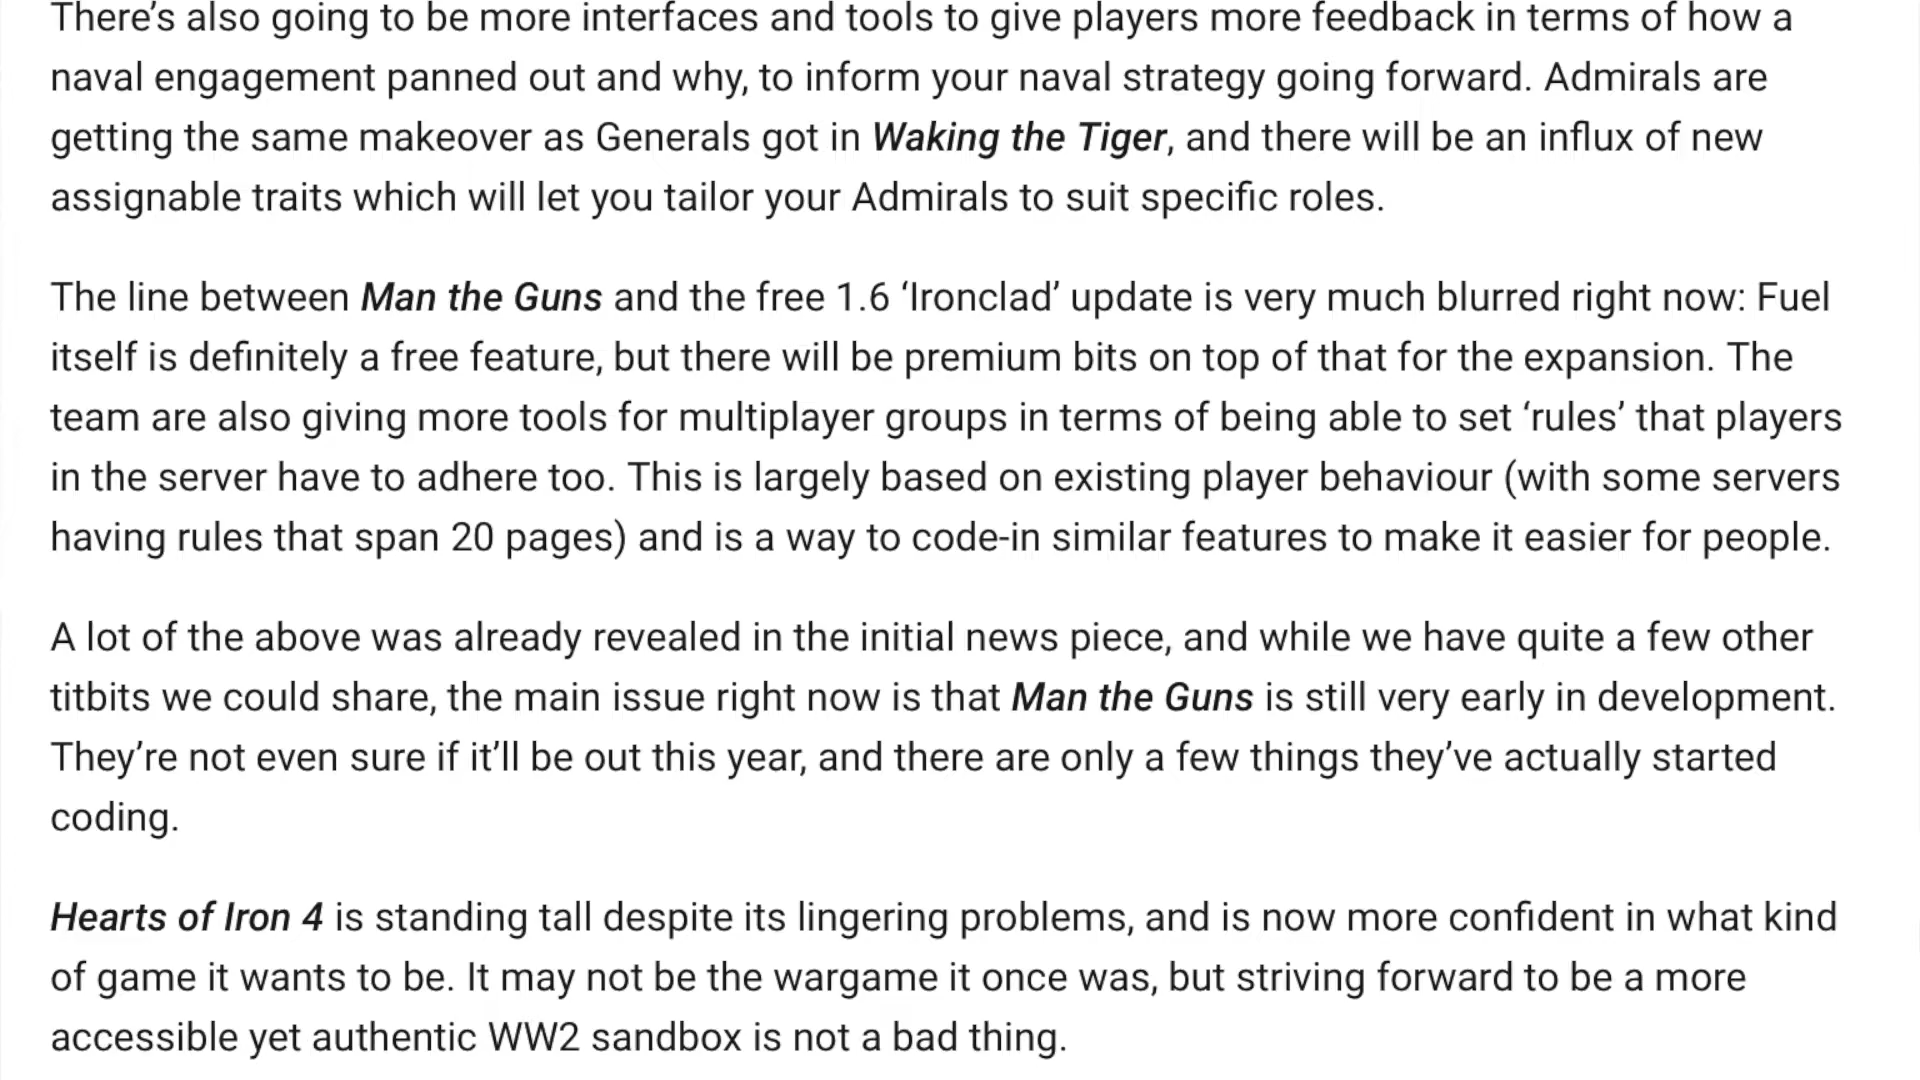 There’s also going to be more interfaces and tools to give players more feedback in terms of how a
naval engagement panned out and why, to inform your naval strategy going forward. Admirals are
getting the same makeover as Generals got in Waking the Tiger, and there will be an influx of new
assignable traits which will let you tailor your Admirals to suit specific roles.
The line between Man the Guns and the free 1.6 ‘Ironclad’ update is very much blurred right now: Fuel
itself is definitely a free feature, but there will be premium bits on top of that for the expansion. The
team are also giving more tools for multiplayer groups in terms of being able to set ‘rules’ that players
in the server have to adhere too. This is largely based on existing player behaviour (with some servers
having rules that span 20 pages) and is a way to code-in similar features to make it easier for people.
A lot of the above was already revealed in the initial news piece, and while we have quite a few other
titbits we could share, the main issue right now is that Man the Guns is still very early in development.
They’re not even sure if it’ll be out this year, and there are only a few things they’ve actually started
coding.
Hearts of Iron 4 is standing tall despite its lingering problems, and is now more confident in what kind
of game it wants to be. It may not be the wargame it once was, but striving forward to be a more
accessible yet authentic WW2 sandbox is not a bad thing.